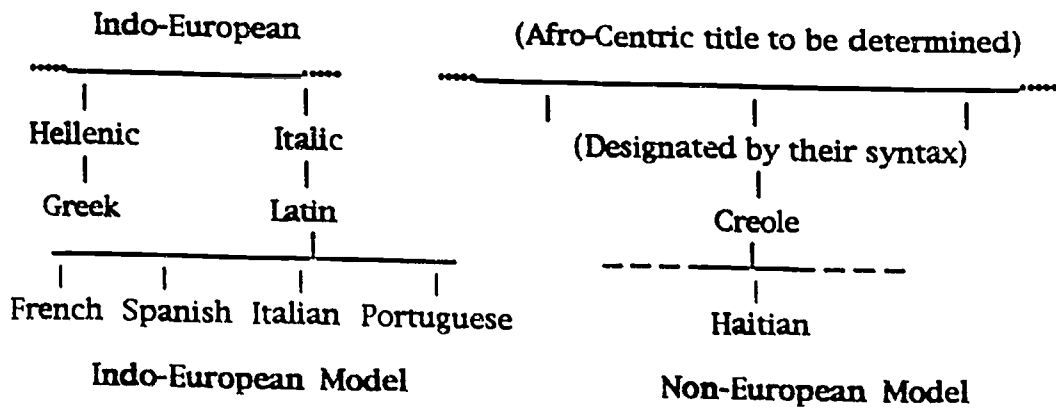 Indo-European
(Afro-Centric title to be determined)
Hellenic Italic
(Designated by their syntax)
Greek Latin
Creole
French Spanish Italian Portuguese
Haitian
Indo-European Model
Non-European Model